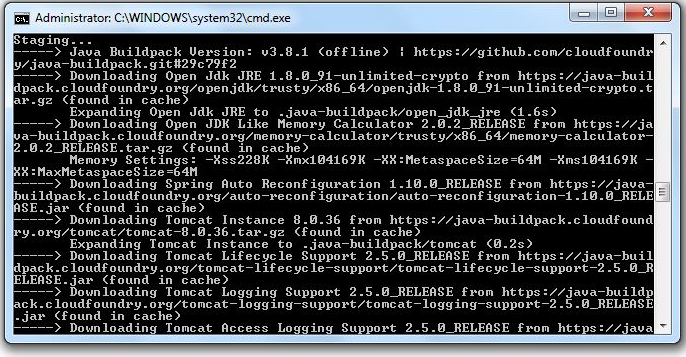 Administrator: C:\WINDOWS\system32\cmd.exe
Staging...
-----> Java Buildpack Version: v3.8.1 (offline) | https://github.com/cloudfoundr
y/java-buildpack.git#29c79f2
-----> Downloading Open Jdk JRE 1.8.0_91-unlimited-crypto from https://java-buil
dpack.cloudfoundry.org/openjdk/trusty/x86_64/openjdk-1.8.0_91-unlimited-crypto.t
ar.gz (found in cache)
Expanding Open Jdk JRE to .java-buildpack/open_jdk_jre (1.6s)
-----> Downloading Open JDK Like Memory Calculator 2.0.2_RELEASE from https://ja
va-buildpack.cloudfoundry.org/memory-calculator/trusty/x86_64/memory-calculator-
2.0.2_RELEASE.tar.gz (found in cache)
Memory Settings: -Xss228K -Xmx104169K -XX:MetaspaceSize=64M -Xms104169K -
XX:MaxMetaspaceSize=64M
-----> Downloading Spring Auto Reconfiguration 1.10.0_RELEASE from https://java-
buildpack.cloudfoundry.org/auto-reconfiguration/auto-reconfiguration-1.10.0_RELE
ASE.jar (found in cache)
-----> Downloading Tomcat Instance 8.0.36 from https://java-buildpack.cloudfound
ry.org/tomcat/tomcat-8.0.36.tar.gz (found in cache)
Expanding Tomcat Instance to .java-buildpack/tomcat (0.2s)
-----> Downloading Tomcat Lifecycle Support 2.5.0_RELEASE from https://java-buil
dpack.cloudfoundry.org/tomcat-lifecycle-support/tomcat-lifecycle-support-2.5.0_R
ELEASE.jar (found in cache)
-----> Downloading Tomcat Logging Support 2.5.0_RELEASE from https://java-buildp
ack.cloudfoundry.org/tomcat-logging-support/tomcat-logging-support-2.5.0_RELEASE
.jar (found in cache)
-----> Downloading Tomcat Access Logging Support 2.5.0_RELEASE from https://java